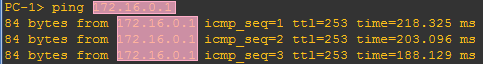 PC-1> ping 172.16.0.1
84 bytes from 172.16.0.1 icmp_seq=1 ttl=253 time=218.325 ms
84 bytes from 172.16.0.1 icmp_seq=2 ttl=253 time=203.096 ms
84 bytes from 172.16.0.1 icmp_seq=3 ttl=253 time=188.129 ms